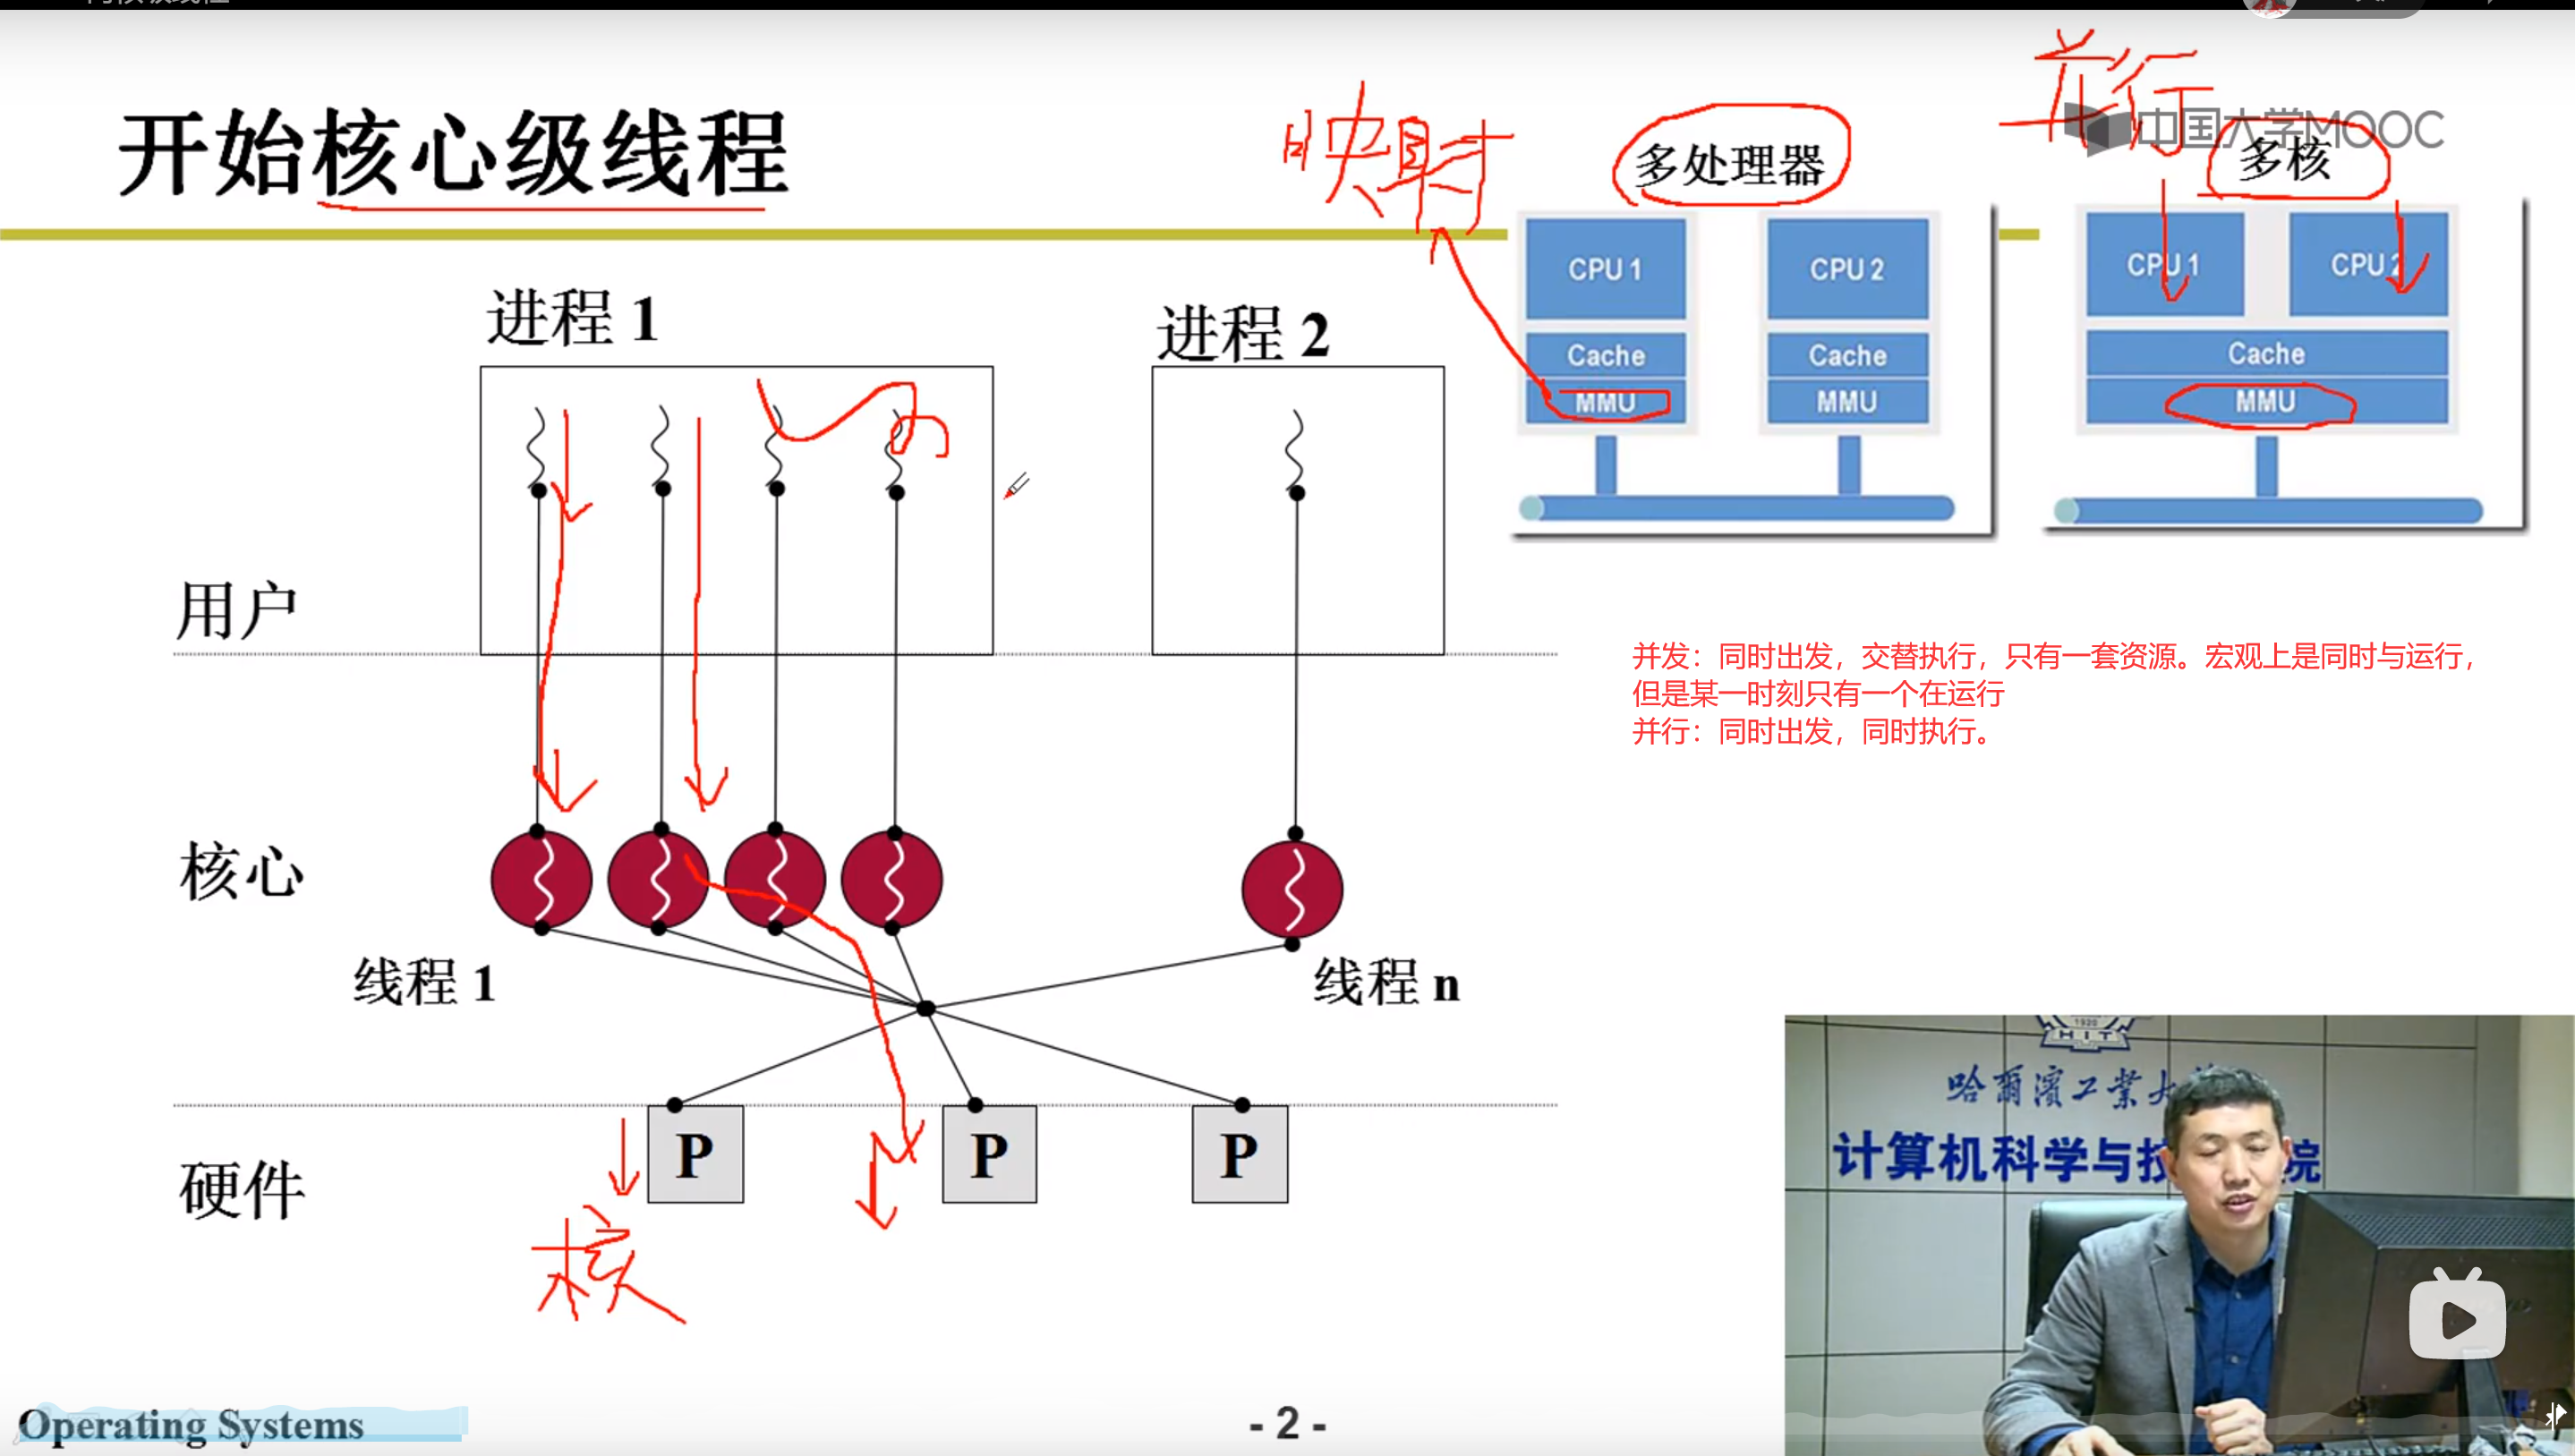 开始核心级线程
映射
多处理器
并行
中国大学MOOC
多核
CPU 1
CPU 2
CPU 1
CPU 2
Cache
Cache
Cache
MMU
MMU
MMU
进程 1
进程 2
用户
并发：同时出发，交替执行，只有一套资源。宏观上是同时与运行，
但是某一时刻只有一个在运行
并行：同时出发，同时执行。
核心
线程 1
线程 n
硬件
P
P
P
核
1920
HIT
哈爾濱工業大
计算机科学与技
院
Operating Systems
- 2 -